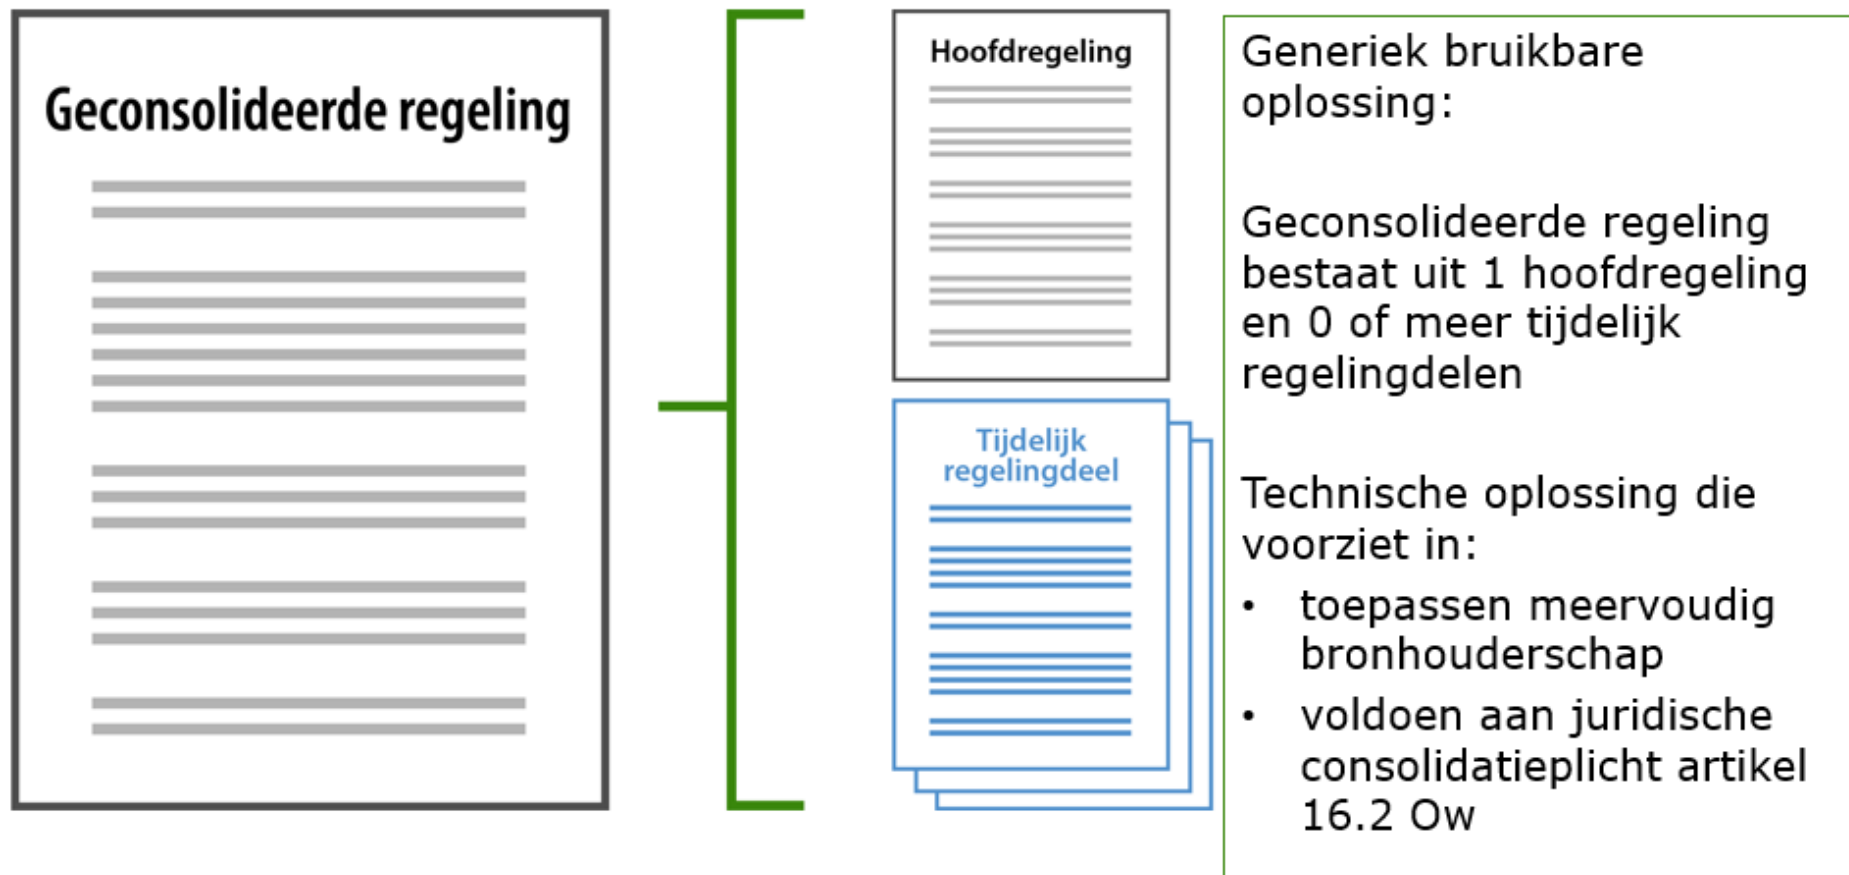 Geconsolideerde regeling
Hoofdregeling
Tijdelijk
regelingdeel
Generiek bruikbare
oplossing:
Geconsolideerde regeling
bestaat uit 1 hoofdregeling
en 0 of meer tijdelijk
regelingdelen
Technische oplossing die
voorziet in:
• toepassen meervoudig
bronhouderschap
• voldoen aan juridische
consolidatieplicht artikel
16.2 Ow